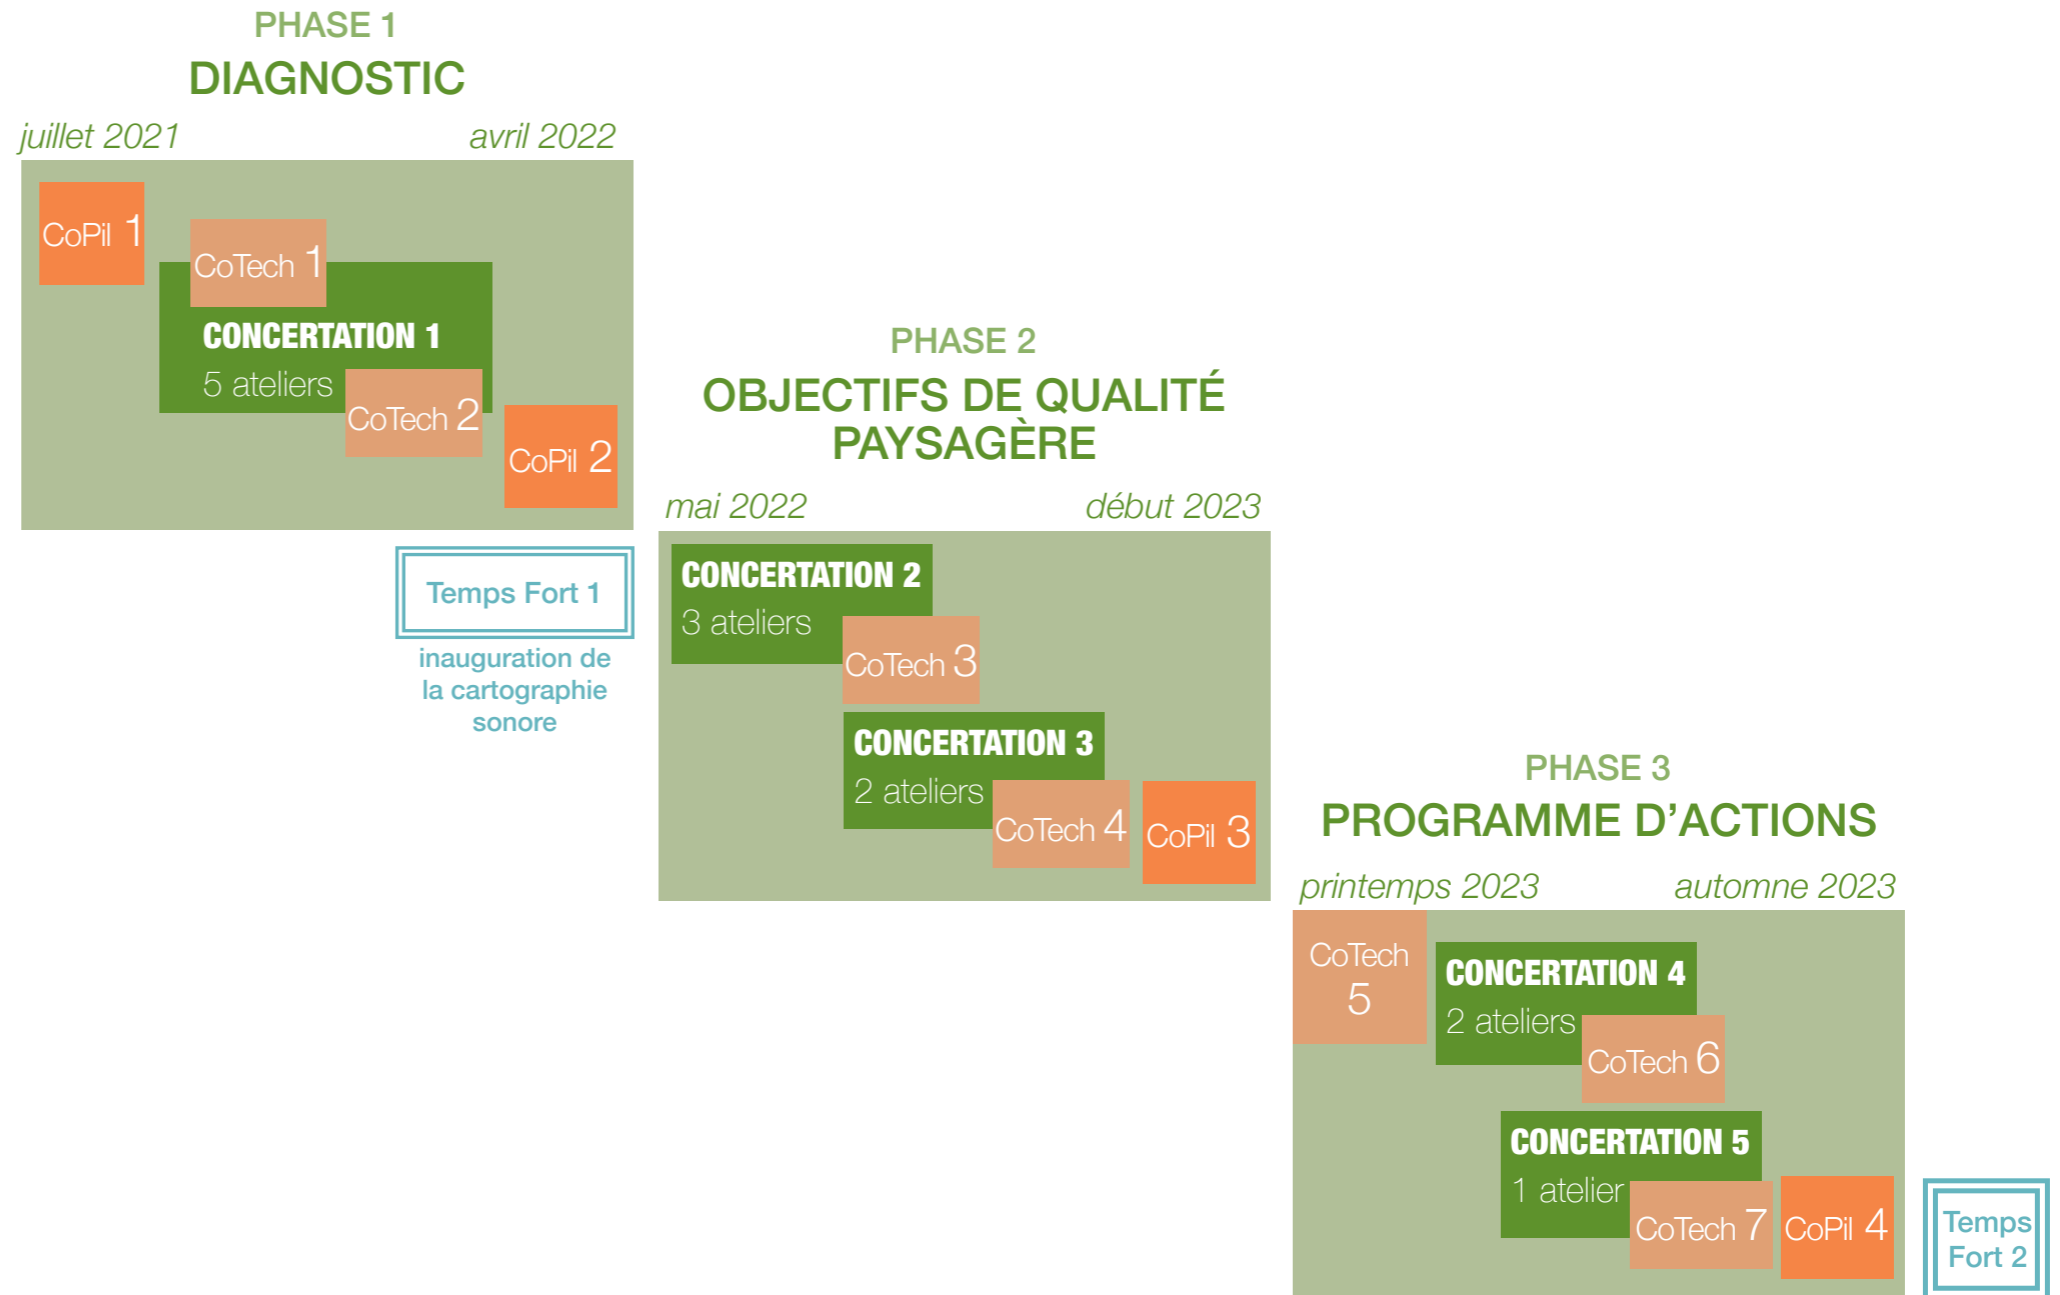 PHASE 1
DIAGNOSTIC
juillet 2021
avril 2022
CoPil 1
CoTech 1
CONCERTATION 1
5 ateliers
CoTech 2
CoPil 2
Temps Fort 1
inauguration de
la cartographie
sonore
PHASE 2
OBJECTIFS DE QUALITÉ
PAYSAGÈRE
mai 2022
début 2023
CONCERTATION 2
3 ateliers
CoTech 3
CONCERTATION 3
2 ateliers
CoTech 4
CoPil 3
PHASE 3
PROGRAMME D’ACTIONS
printemps 2023
automne 2023
CoTech
5
CONCERTATION 4
2 ateliers
CoTech 6
CONCERTATION 5
1 atelier
CoTech 7
CoPil 4
Temps
Fort 2